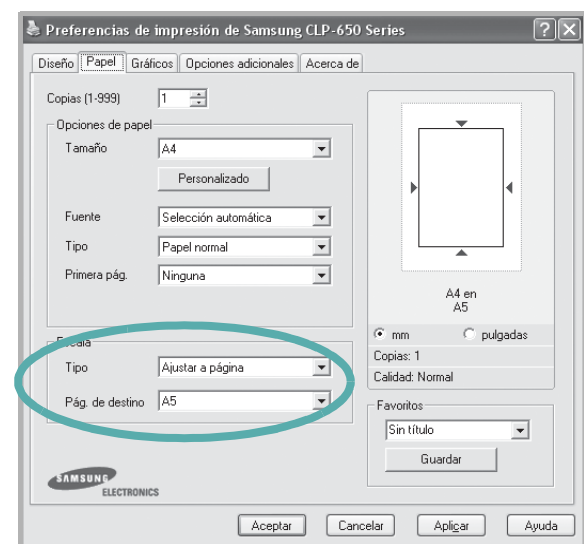 Preferencias de impresión de Samsung CLP-650 Series
Diseño Papel Gráficos Opciones adicionales Acerca de
Copias (1-999) 1
Opciones de papel
Tamaño A4
Personalizado
Fuente Selección automática
Tipo Papel normal
Primera pág. Ninguna
A4 en
A5
mm pulgadas
Copias: 1
Calidad: Normal
Escala
Tipo Ajustar a página
Pág. de destino A5
Favoritos
Sin título
Guardar
SAMSUNG
ELECTRONICS
Aceptar Cancelar Aplicar Ayuda